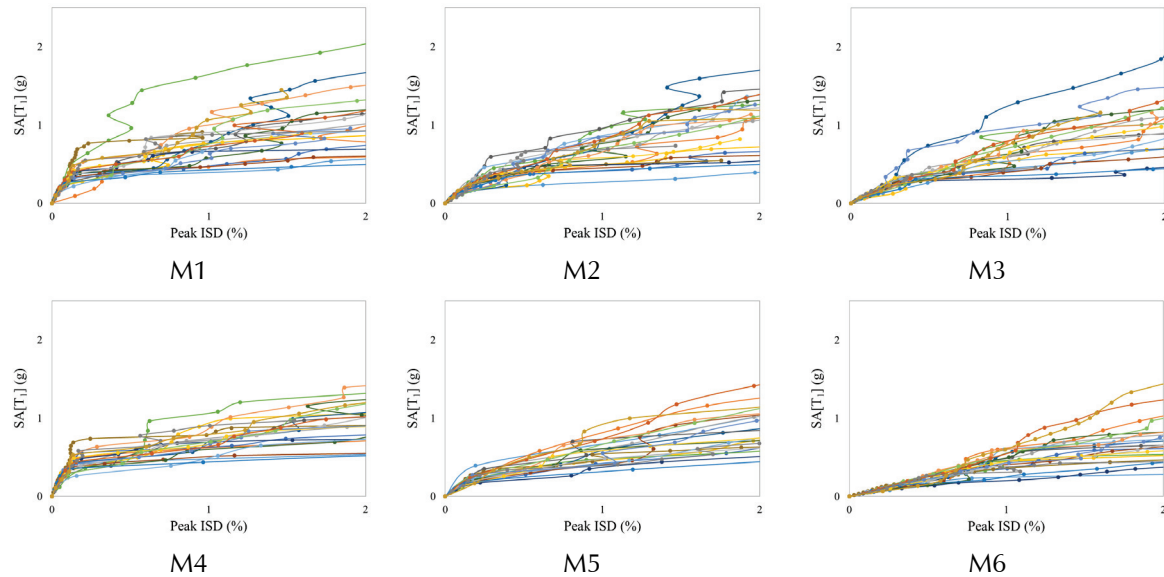 2
1
0
0
1
2
SA[T₁] (g)
Peak ISD (%)
M1
2
1
0
0
1
2
SA[T₁] (g)
Peak ISD (%)
M2
2
1
0
0
1
2
SA[T₁] (g)
Peak ISD (%)
M3
2
1
0
0
1
2
SA[T₁] (g)
Peak ISD (%)
M4
2
1
0
0
1
2
SA[T₁] (g)
Peak ISD (%)
M5
2
1
0
0
1
2
SA[T₁] (g)
Peak ISD (%)
M6